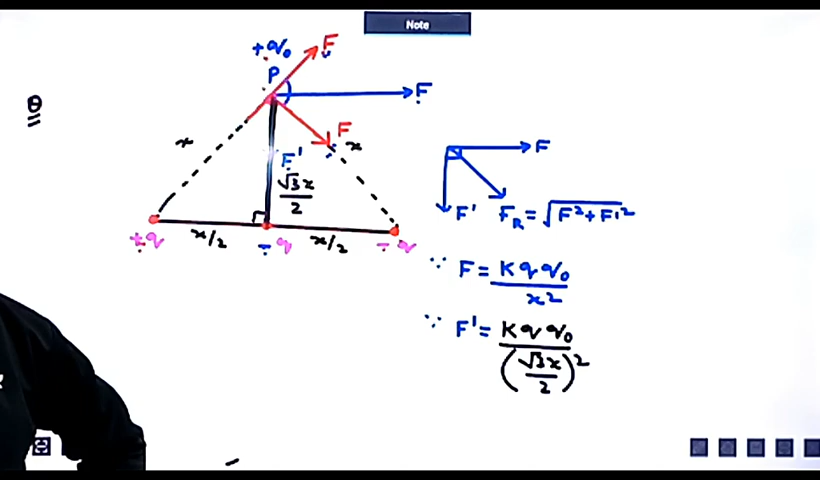 Note
+q₀
F
P
F
Q
x
F
x
F'
√3x/2
F
+q
x/2
-q
x/2
-q
F'
F_R = √(F² + F'²)
∵ F = Kqq₀/x²
∵ F' = Kqq₀/(√3x/2)²